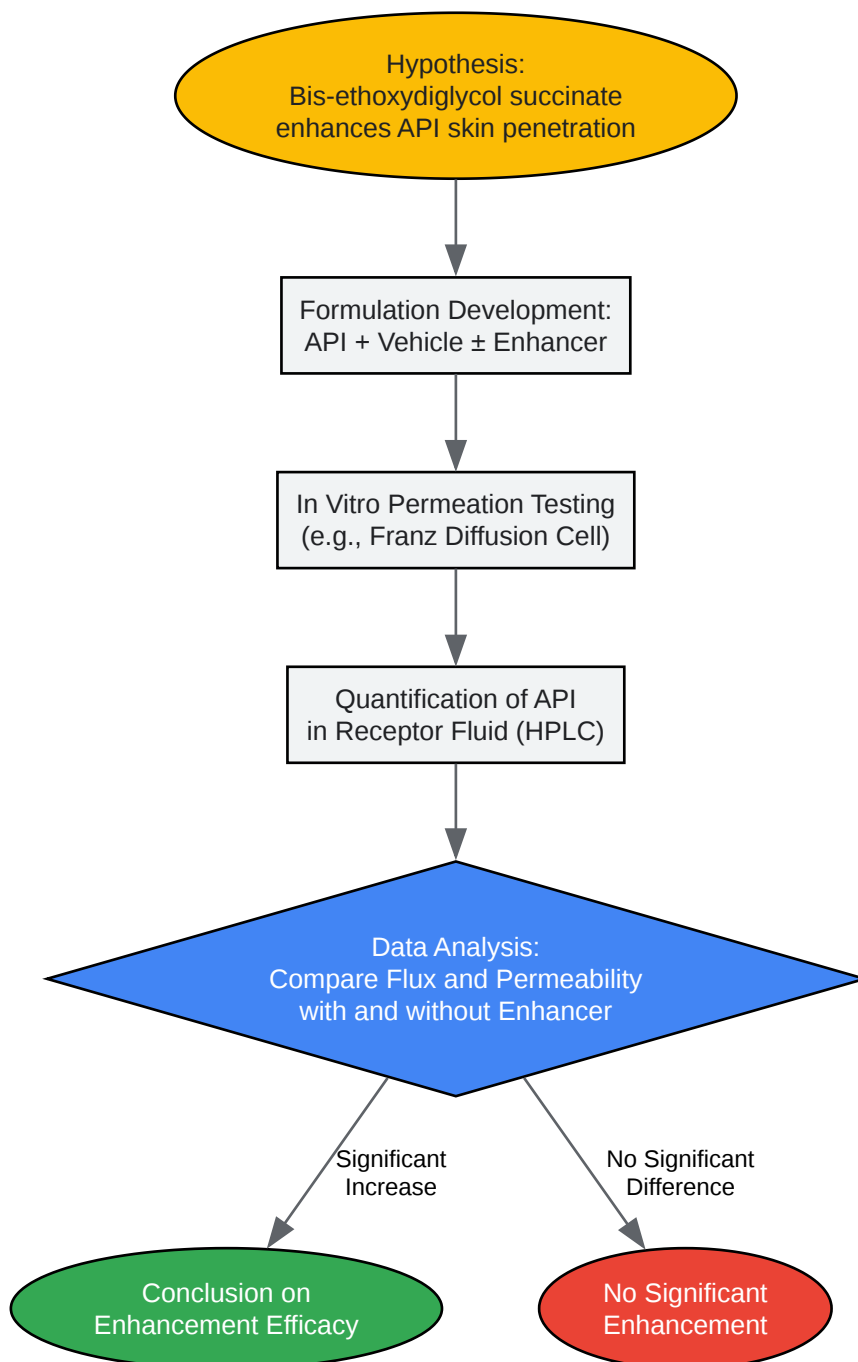 Hypothesis:
Bis-ethoxydiglycol succinate
enhances API skin penetration
Formulation Development:
API + Vehicle ± Enhancer
In Vitro Permeation Testing
(e.g., Franz Diffusion Cell)
Quantification of API
in Receptor Fluid (HPLC)
Data Analysis:
Compare Flux and Permeability
with and without Enhancer
Significant
Increase
No Significant
Difference
Conclusion on
Enhancement Efficacy
No Significant
Enhancement